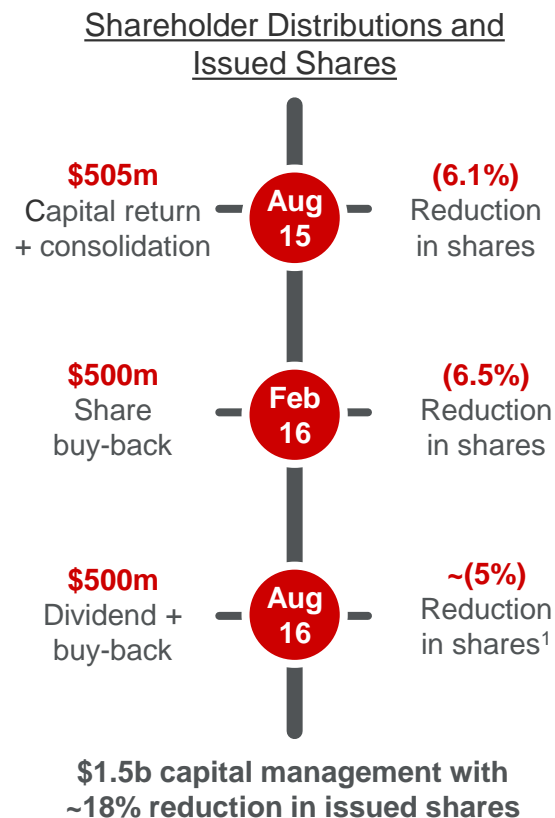 Shareholder Distributions and
Issued Shares
$505m
Capital return
+ consolidation
Aug
15
(6.1%)
Reduction
in shares
$500m
Share
buy-back
Feb
16
(6.5%)
Reduction
in shares
$500m
Dividend +
buy-back
Aug
16
~(5%)
Reduction
in shares¹
$1.5b capital management with
~18% reduction in issued shares